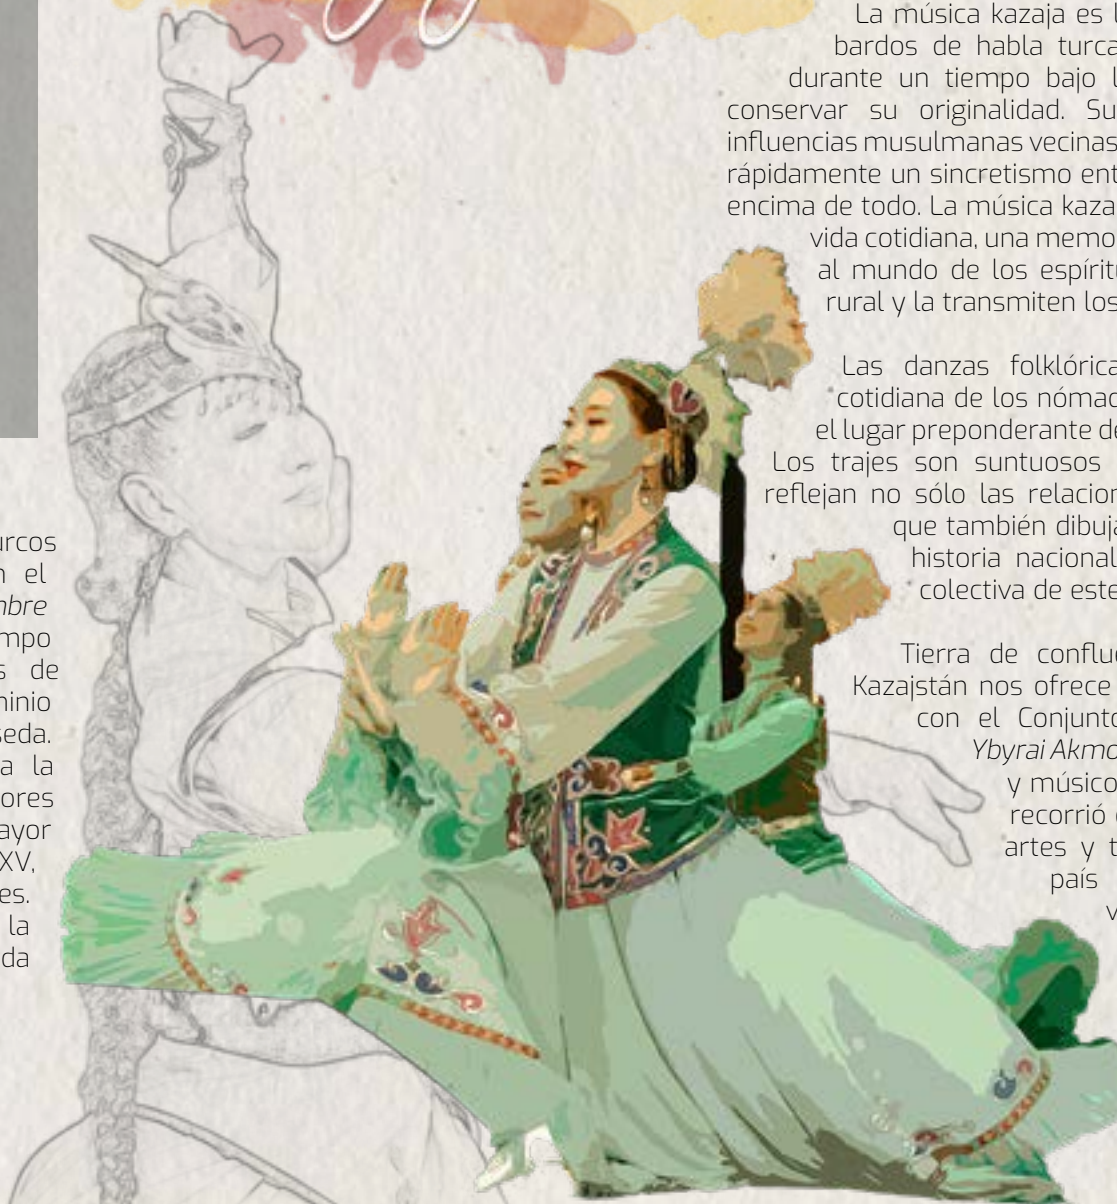 urcos
n el
mbre
mpo
s de
minio
seda.
a la
ores
ayor
XV,
es.
la
da
La música kazaja es l
bardos de habla turca
durante un tiempo bajo l
conservar su originalidad. Su
influencias musulmanas vecinas
rápidamente un sincretismo ent
encima de todo. La música kaza
vida cotidiana, una memo
al mundo de los espírit
rural y la transmiten los
Las danzas folklórica
cotidiana de los nómad
el lugar preponderante de
Los trajes son suntuosos
reflejan no sólo las relacion
que también dibuja
historia nacional
colectiva de este
Tierra de conflue
Kazajstán nos ofrece
con el Conjunto
Ybyrai Akmo
y músico
recorrió
artes y t
país
v